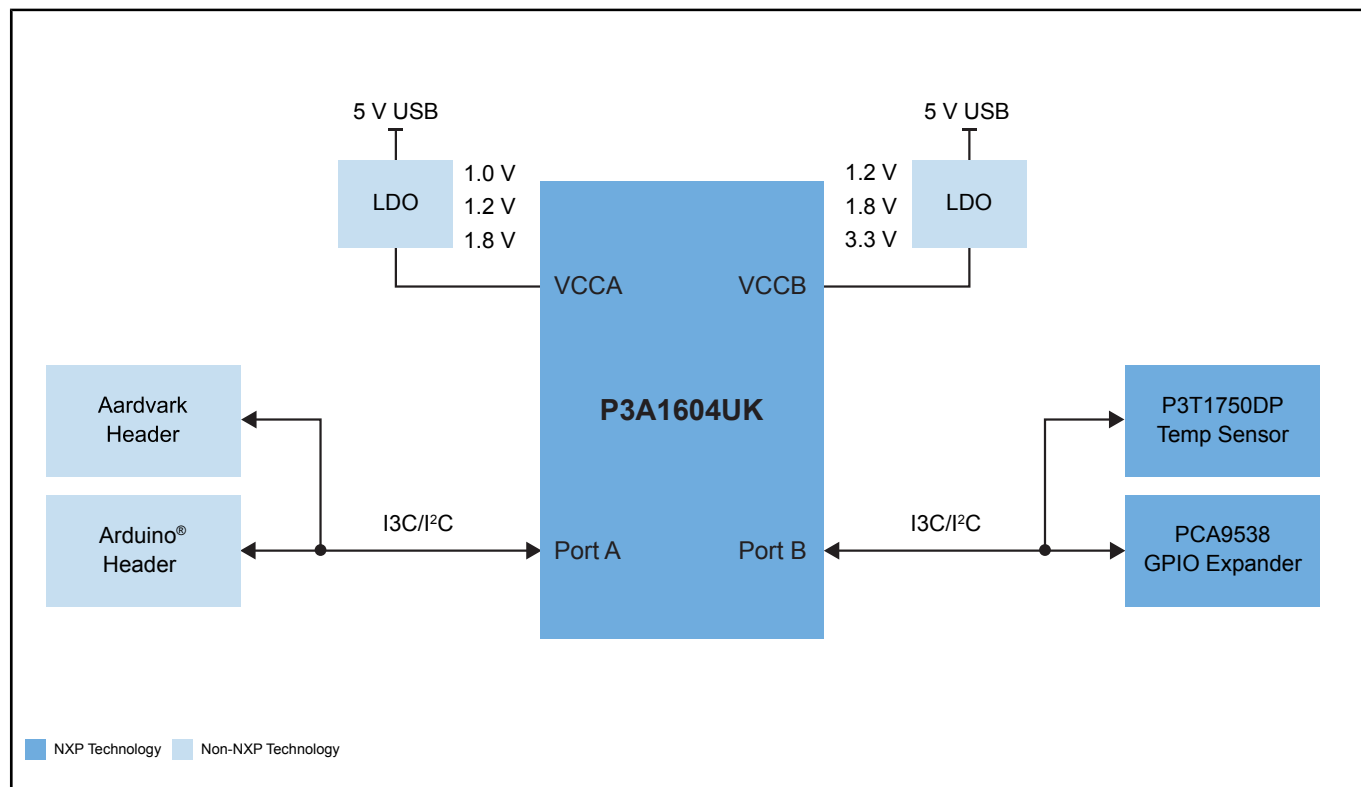 5 V USB
LDO
1.0 V
1.2 V
1.8 V
5 V USB
1.2 V
1.8 V
3.3 V
LDO
VCCA
VCCB
P3A1604UK
Aardvark
Header
Arduino®
Header
I3C/I²C
Port A
Port B
I3C/I²C
P3T1750DP
Temp Sensor
PCA9538
GPIO Expander
NXP Technology
Non-NXP Technology